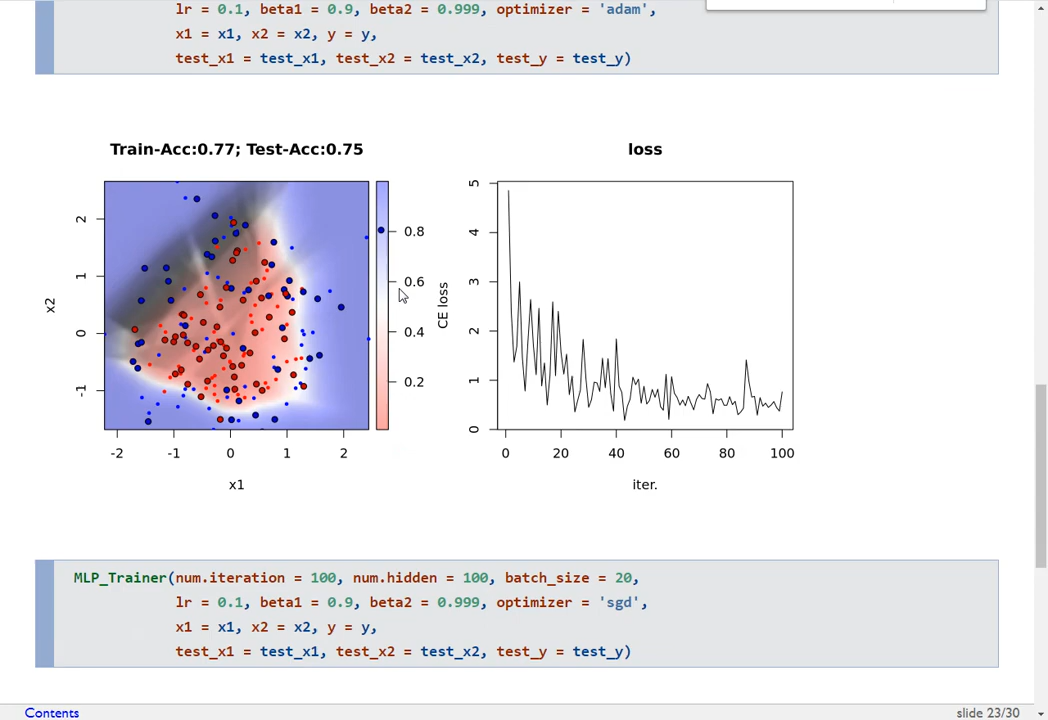 lr = 0.1, beta1 = 0.9, beta2 = 0.999, optimizer = 'adam',
x1 = x1, x2 = x2, y = y,
test_x1 = test_x1, test_x2 = test_x2, test_y = test_y)
Train-Acc:0.77; Test-Acc:0.75
x2
2
1
0
-1
-2 -1 0 1 2
x1
0.8
0.6
0.4
0.2
loss
CE loss
5
4
3
2
1
0
0 20 40 60 80 100
iter.
MLP_Trainer(num.iteration = 100, num.hidden = 100, batch_size = 20,
lr = 0.1, beta1 = 0.9, beta2 = 0.999, optimizer = 'sgd',
x1 = x1, x2 = x2, y = y,
test_x1 = test_x1, test_x2 = test_x2, test_y = test_y)
Contents
slide 23/30